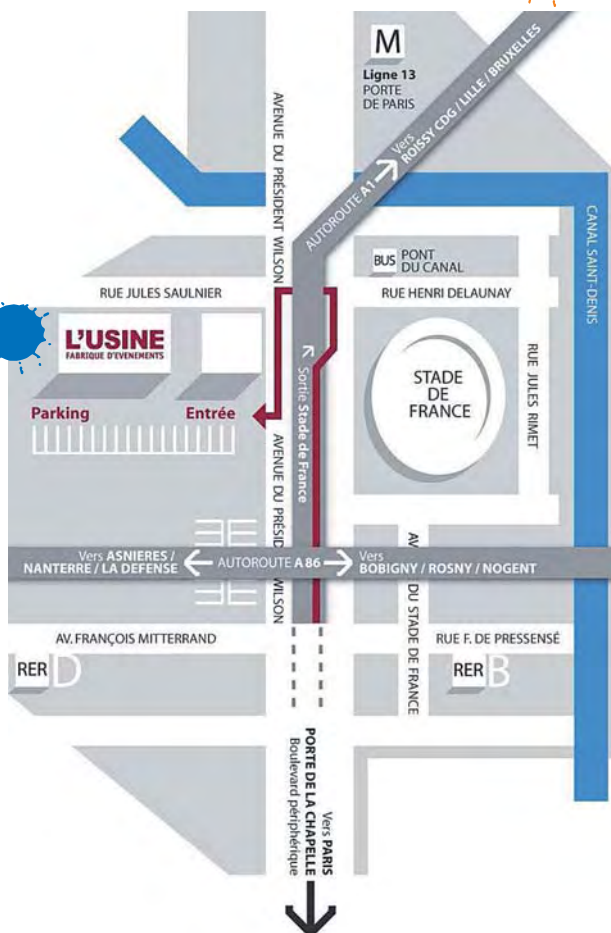 M
Ligne 13
PORTE
DE PARIS
AVENUE DU PRÉSIDENT WILSON
AUTOROUTE A1 → Vers
ROISSY CDG / LILLE / BRUXELLES
CANAL SAINT-DENIS
BUS PONT
DU CANAL
RUE JULES SAULNIER
RUE HENRI DELAUNAY
L'USINE
FABRIQUE D'EVENEMENTS
Parking
Entrée
Sortie Stade de France
STADE
DE
FRANCE
RUE JULES RIMET
AVENUE DU PRÉSID WILSON
Vers ASNIERES /
NANTERRE / LA DEFENSE
← AUTOROUTE A 86 →
Vers
BOBIGNY / ROSNY / NOGENT
AV DU STADE DE FRANCE
AV. FRANÇOIS MITTERRAND
RUE F. DE PRESSENSÉ
RER D
RER B
Vers PARIS
PORTE DE LA CHAPELLE
Boulevard périphérique